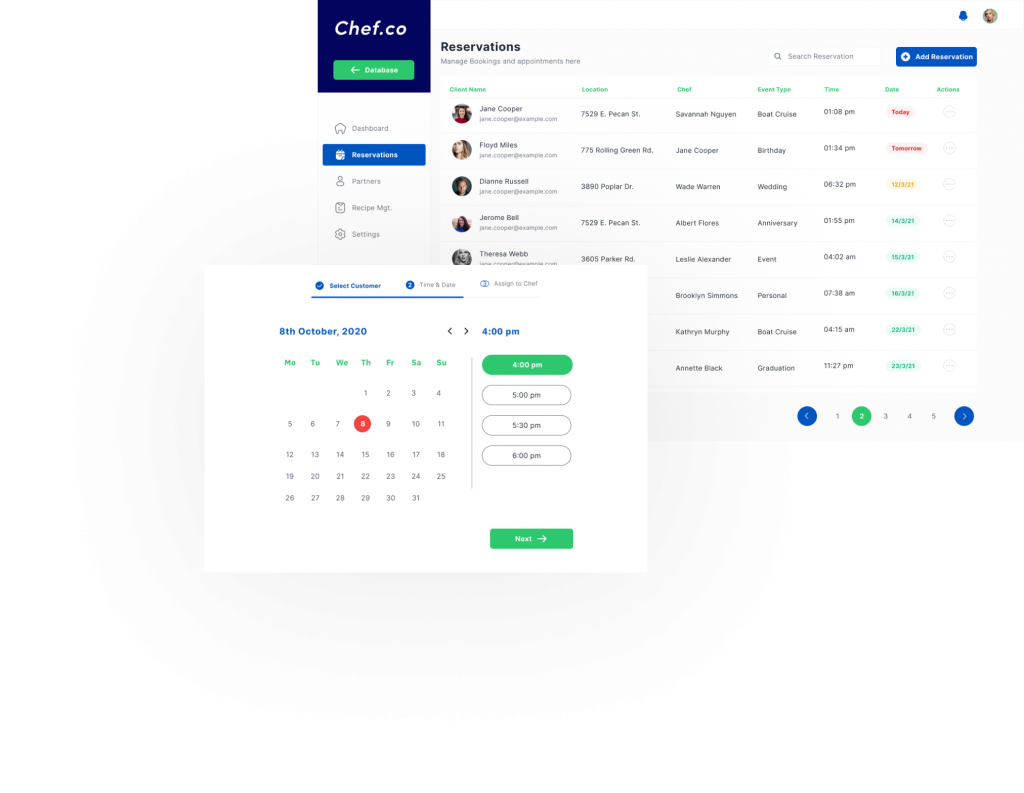 Chef.co
Database
Dashboard
Reservations
Partners
Recipe Mgt.
Settings
Reservations
Manage Bookings and appointments here
Search Reservation
Add Reservation
Client Name Location Chef Event Type Time Date Actions
Jane Cooper
jane.cooper@example.com
7529 E. Pecan St. Savannah Nguyen Boat Cruise 01:08 pm Today
Floyd Miles
jane.cooper@example.com
775 Rolling Green Rd. Jane Cooper Birthday 01:34 pm Tomorrow
Dianne Russell
jane.cooper@example.com
3890 Poplar Dr. Wade Warren Wedding 06:32 pm 12/3/21
Jerome Bell
jane.cooper@example.com
7529 E. Pecan St. Albert Flores Anniversary 01:55 pm 14/3/21
Theresa Webb
jane.cooper@example.com
3605 Parker Rd. Leslie Alexander Event 04:02 am 15/3/21
Brooklyn Simmons Personal 07:38 am 16/3/21
Kathryn Murphy Boat Cruise 04:15 am 22/3/21
Annette Black Graduation 11:27 pm 23/3/21
1 2 3 4 5
Select Customer 2 Time & Date Assign to Chef
8th October, 2020
4:00 pm
Mo Tu We Th Fr Sa Su
1 2 3 4
5 6 7 8 9 10 11
12 13 14 15 16 17 18
19 20 21 22 23 24 25
26 27 28 29 30 31
4:00 pm
5:00 pm
5:30 pm
6:00 pm
Next